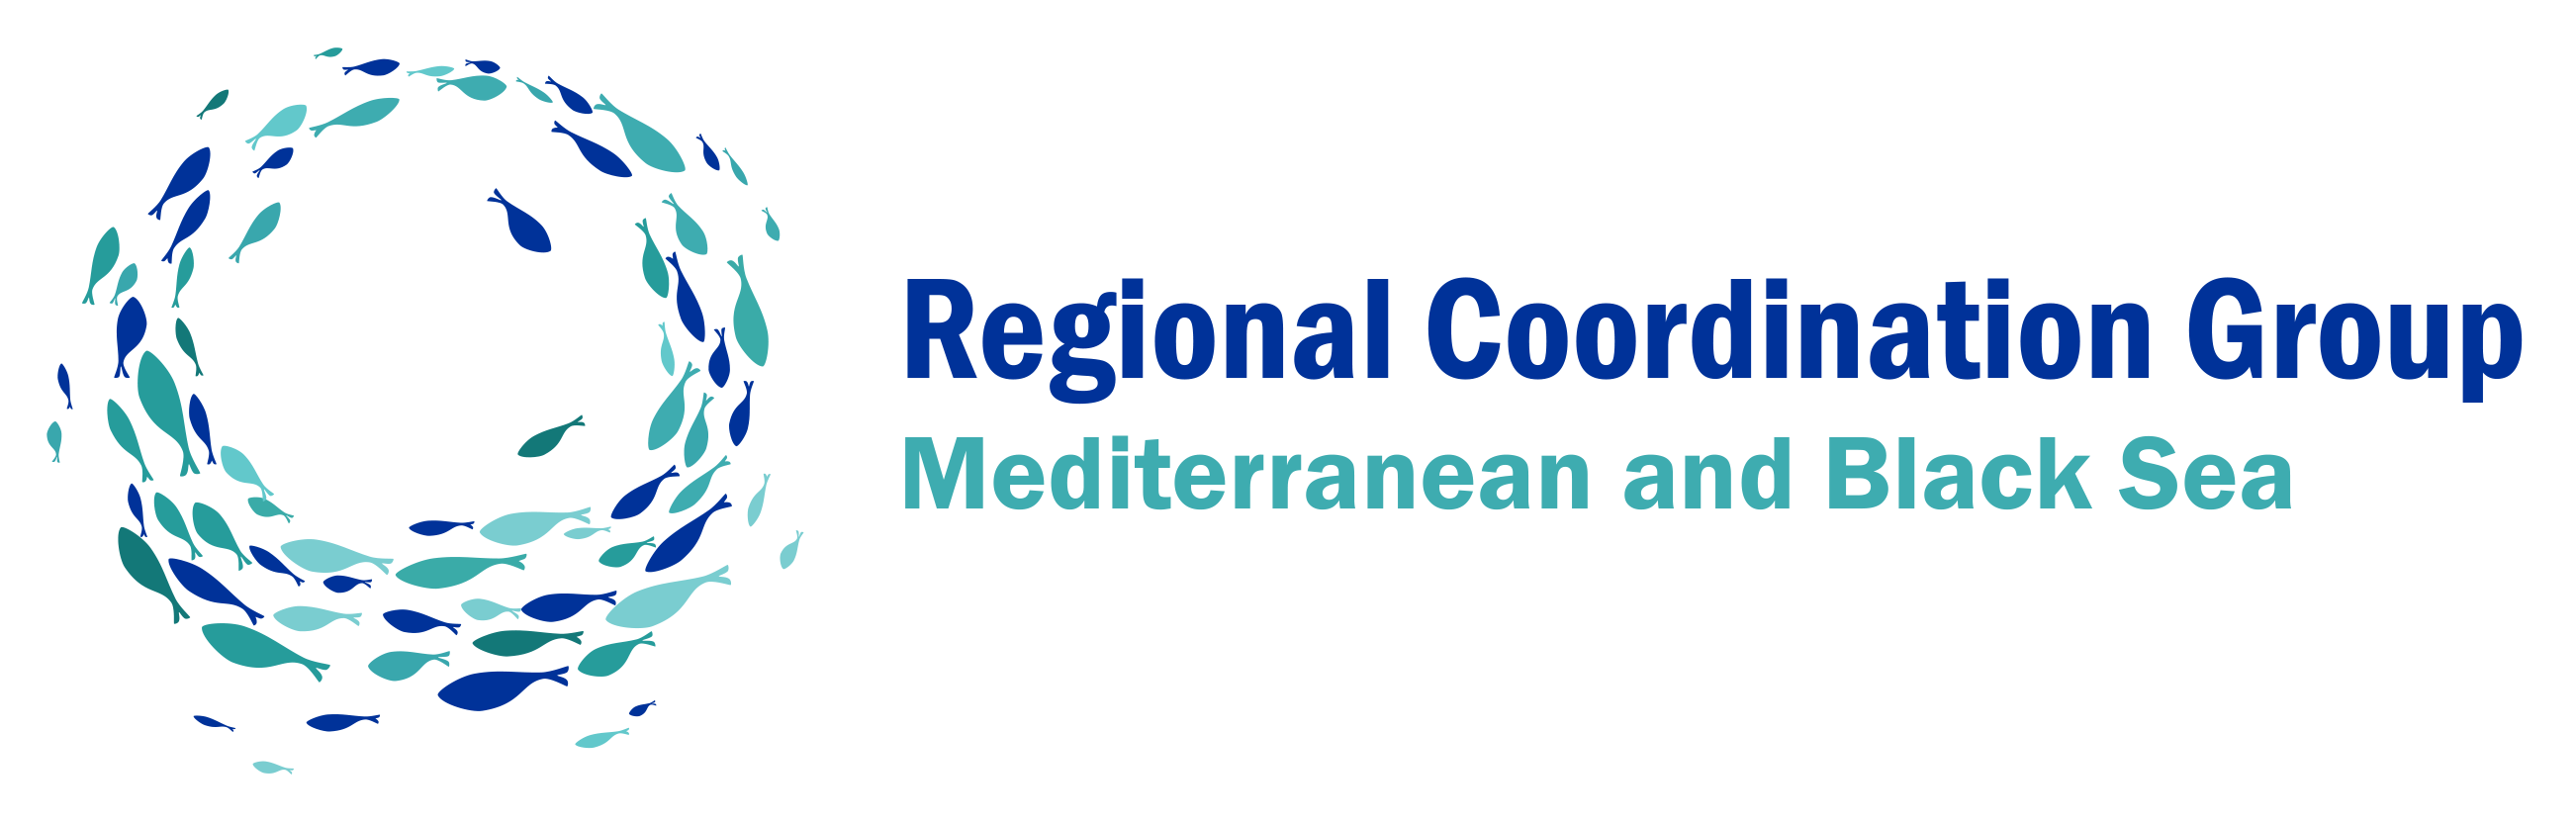 Regional Coordination Group
Mediterranean and Black Sea